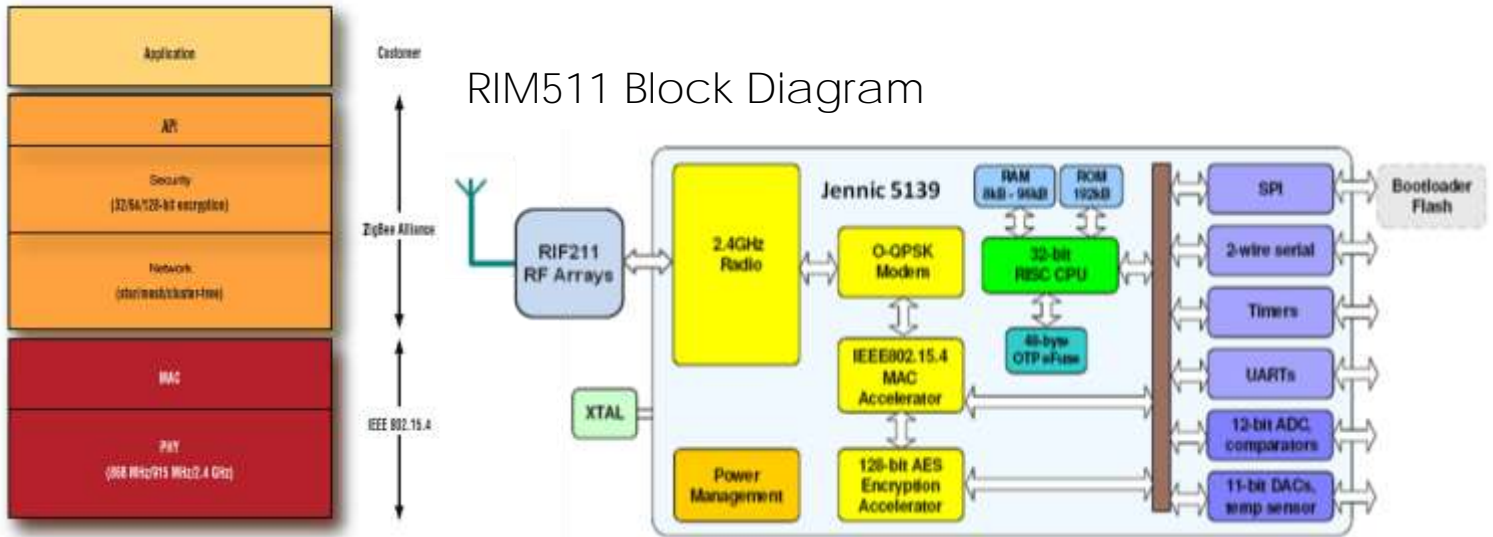 Application
Customer
API
Security
(32/64/128-bit encryption)
Network
(star/mesh/cluster-tree)
ZigBee Alliance
MAC
PHY
(868 MHz/915 MHz/2.4 GHz)
IEEE 802.15.4
RIM511 Block Diagram
RIF211
RF Arrays
XTAL
Jennic 5139
2.4GHz
Radio
Power
Management
O-QPSK
Modem
IEEE802.15.4
MAC
Accelerator
128-bit AES
Encryption
Accelerator
RAM
8kB - 96kB
ROM
192kB
32-bit
RISC CPU
48-byte
OTP eFuse
SPI
2-wire serial
Timers
UARTs
12-bit ADC,
comparators
11-bit DACs,
temp sensor
Bootloader
Flash